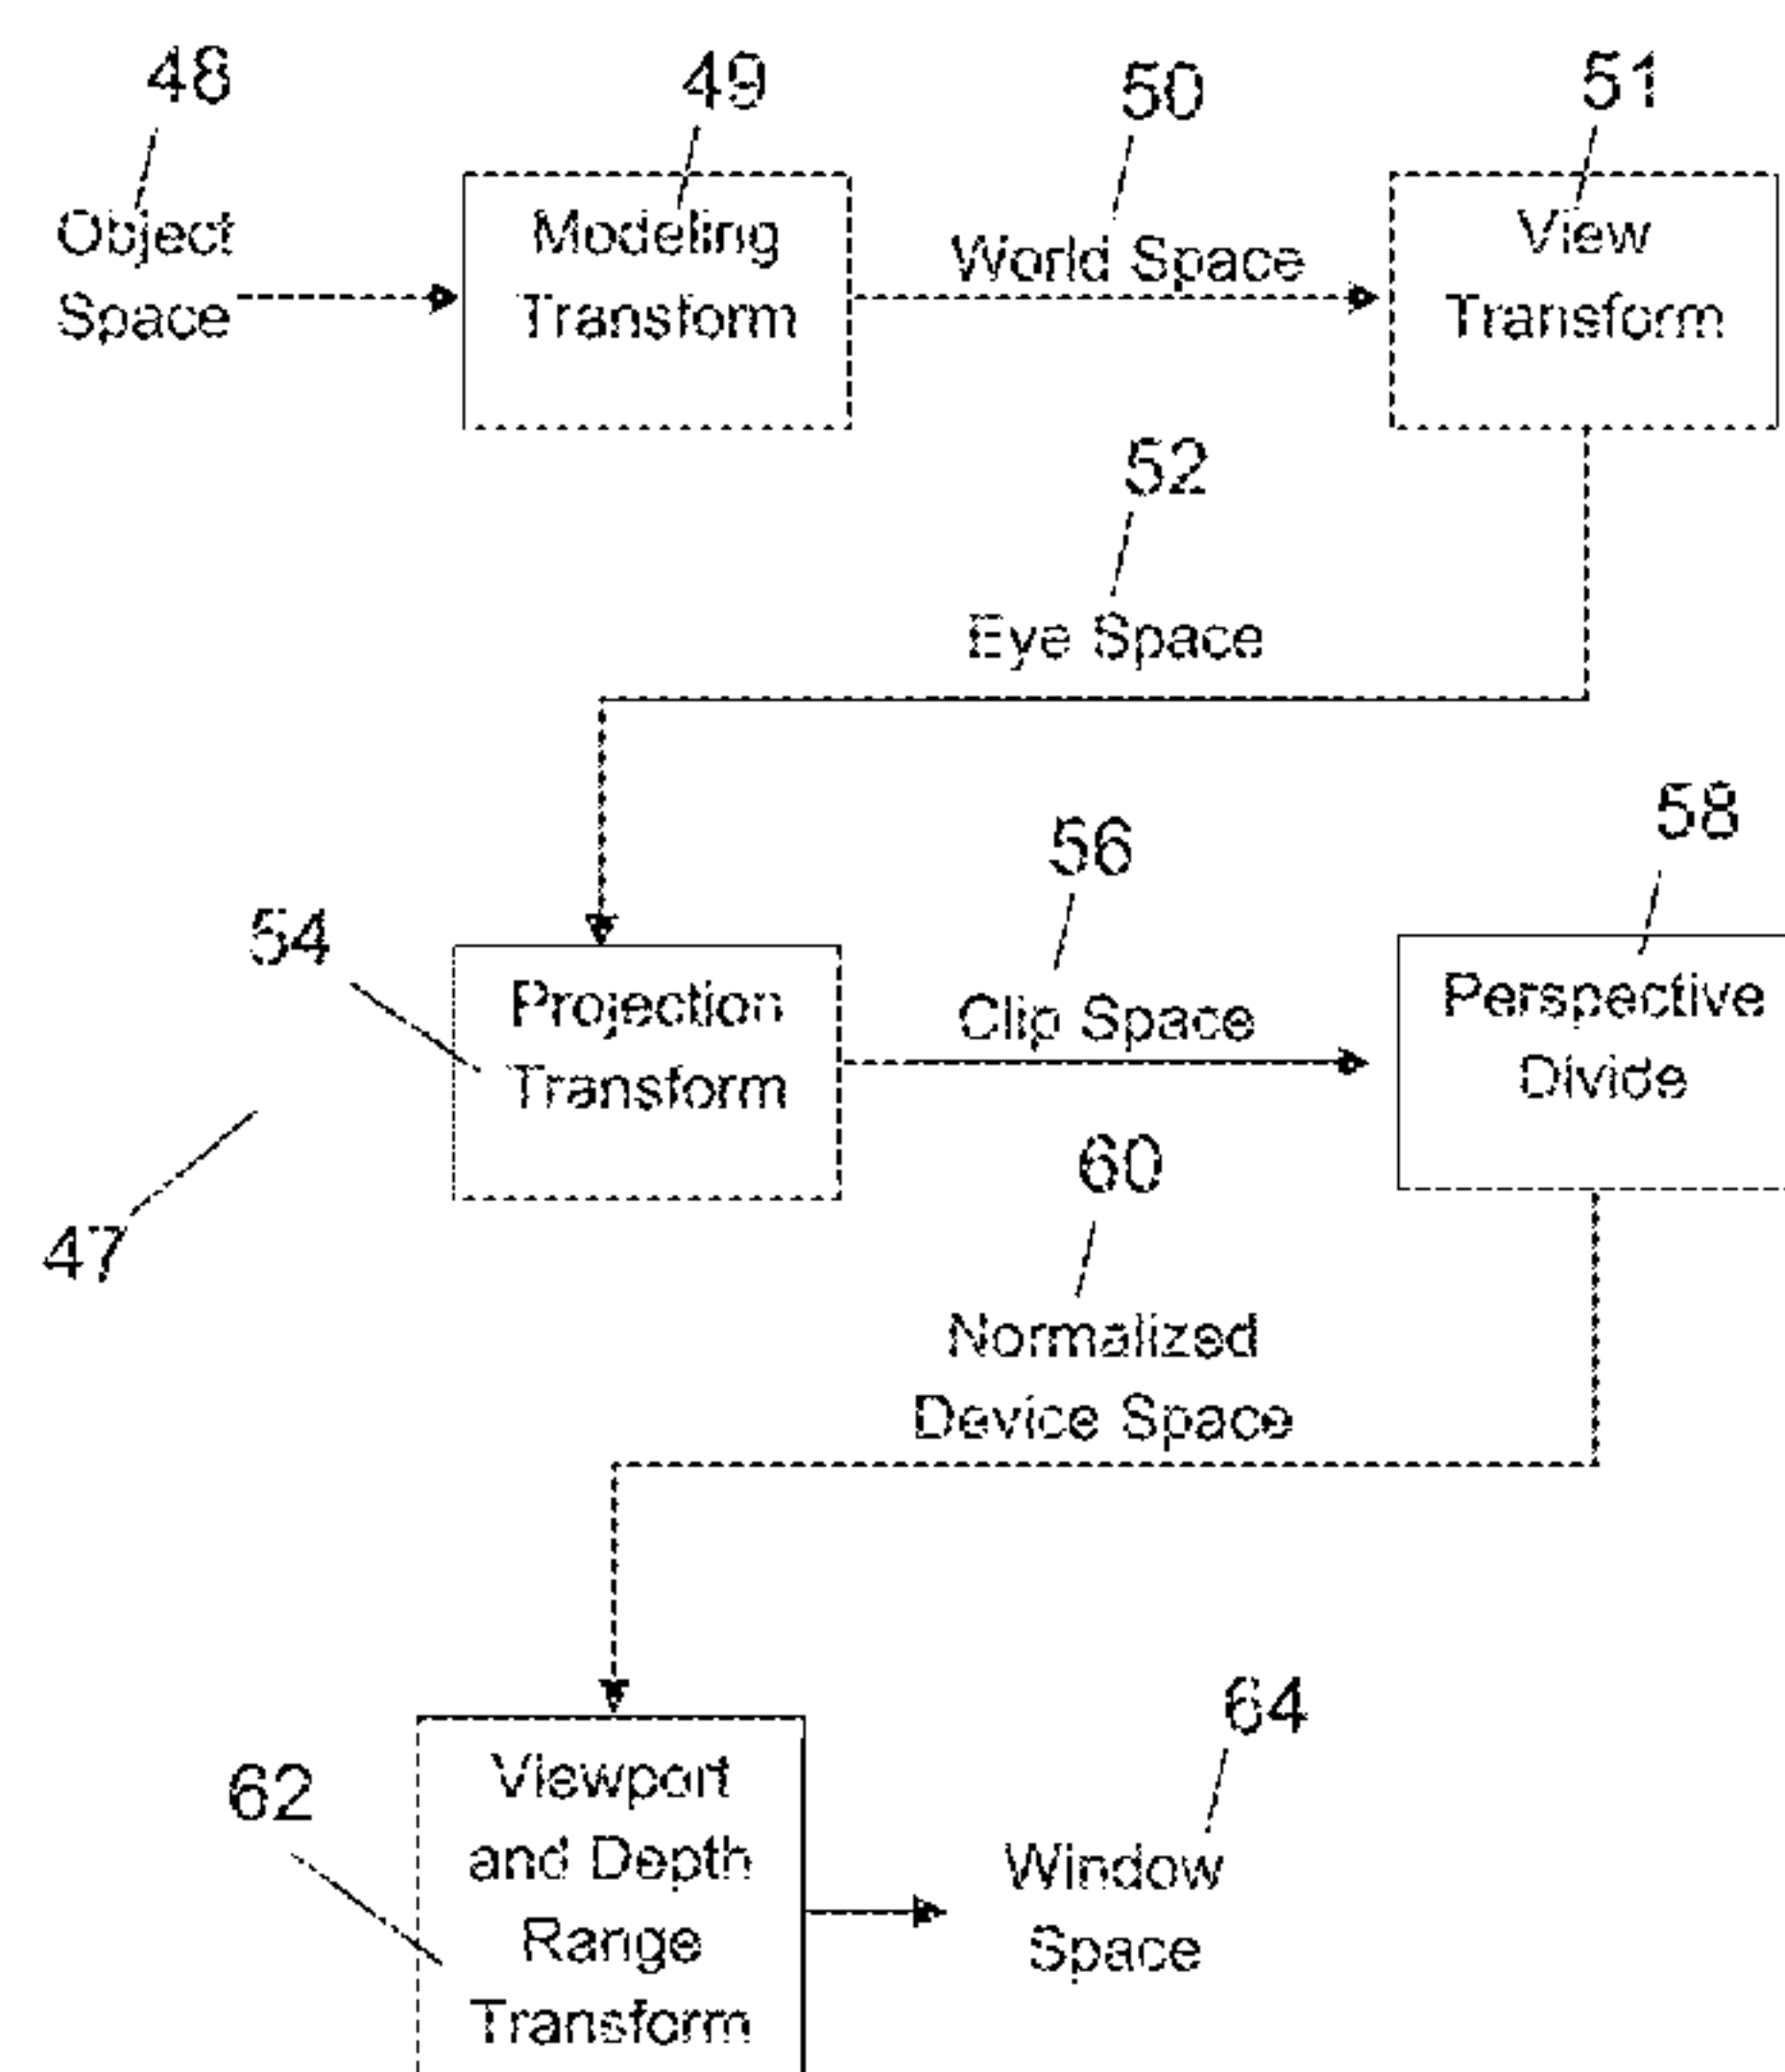 48
49
50
51
Object
Space
Modeling
Transform
World Space
View
Transform
52
Eye Space
54
Projection
Transform
56
Clip Space
58
Perspective
Divide
47
60
Normalized
Device Space
62
Viewport
and Depth
Range
Transform
64
Window
Space